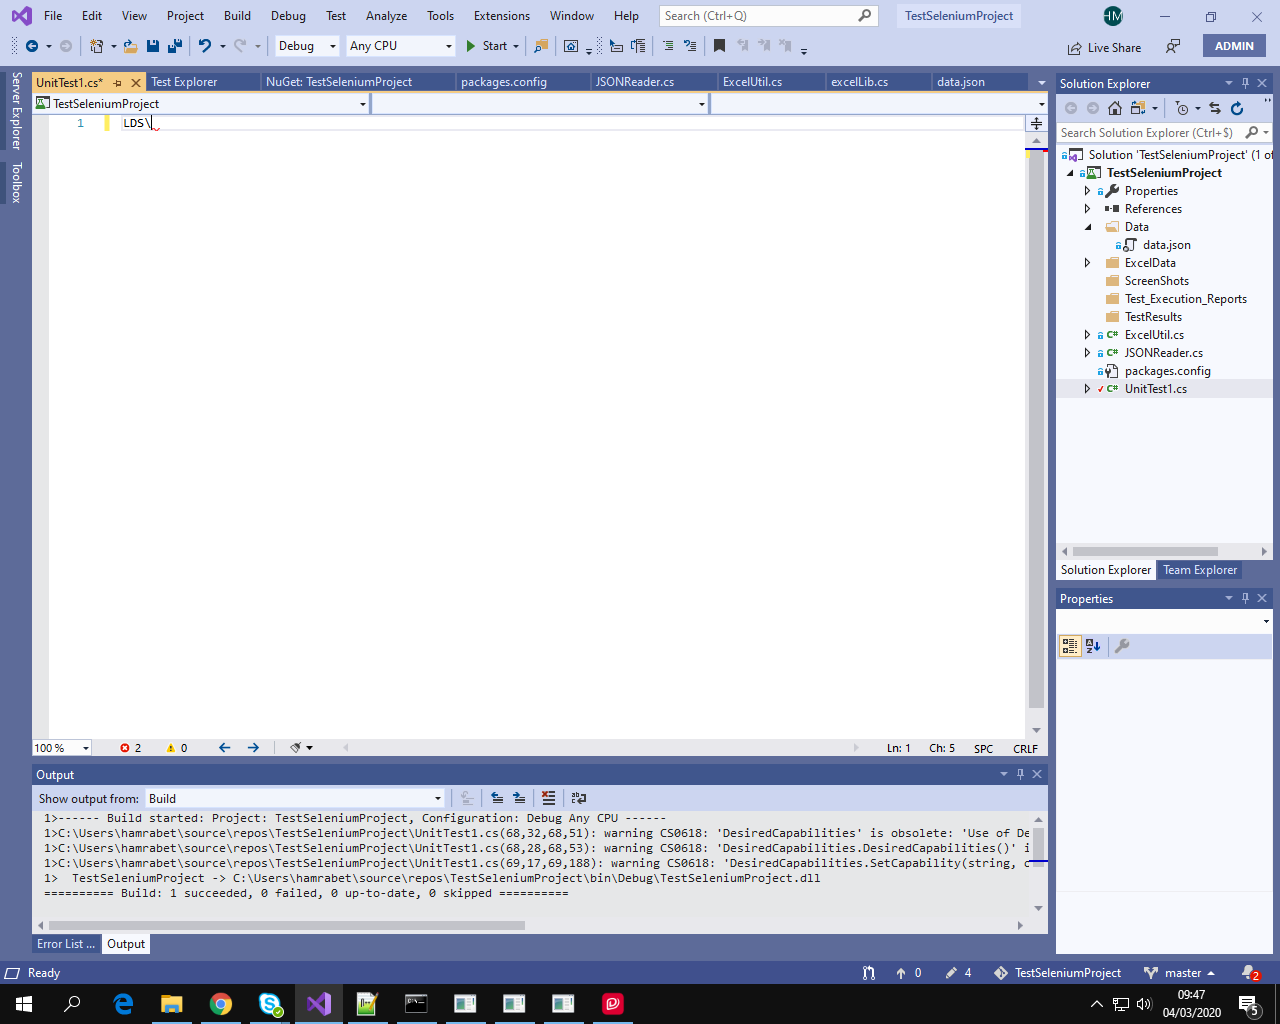 File Edit View Project Build Debug Test Analyze Tools Extensions Window Help Search (Ctrl+Q) TestSeleniumProject HM
Debug Any CPU Start Live Share ADMIN
Server Explorer
Toolbox
UnitTest1.cs* Test Explorer NuGet: TestSeleniumProject packages.config JSONReader.cs ExcelUtil.cs excelLib.cs data.json
TestSeleniumProject
1 LDS\
100 % 2 0 Ln: 1 Ch: 5 SPC CRLF
Solution Explorer
Search Solution Explorer (Ctrl+$)
Solution 'TestSeleniumProject' (1 of
TestSeleniumProject
Properties
References
Data
data.json
ExcelData
ScreenShots
Test_Execution_Reports
TestResults
ExcelUtil.cs
JSONReader.cs
packages.config
UnitTest1.cs
Solution Explorer Team Explorer
Properties
Output
Show output from: Build
1>------ Build started: Project: TestSeleniumProject, Configuration: Debug Any CPU ------
1>C:\Users\hamrabet\source\repos\TestSeleniumProject\UnitTest1.cs(68,32,68,51): warning CS0618: 'DesiredCapabilities' is obsolete: 'Use of De
1>C:\Users\hamrabet\source\repos\TestSeleniumProject\UnitTest1.cs(68,28,68,53): warning CS0618: 'DesiredCapabilities.DesiredCapabilities()' i
1>C:\Users\hamrabet\source\repos\TestSeleniumProject\UnitTest1.cs(69,17,69,188): warning CS0618: 'DesiredCapabilities.SetCapability(string, c
1>  TestSeleniumProject -> C:\Users\hamrabet\source\repos\TestSeleniumProject\bin\Debug\TestSeleniumProject.dll
========== Build: 1 succeeded, 0 failed, 0 up-to-date, 0 skipped ==========
Error List ... Output
Ready 0 4 TestSeleniumProject master 2
09:47
04/03/2020 5